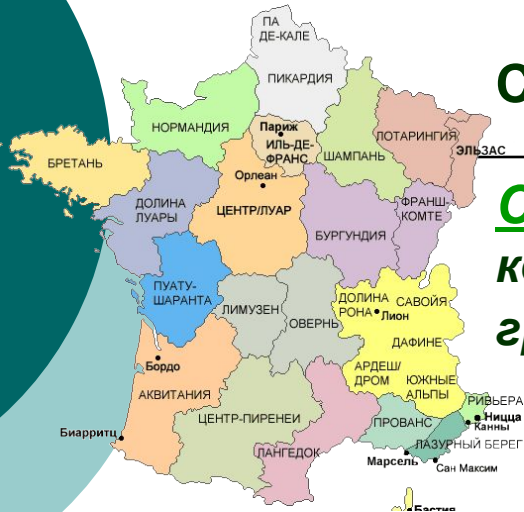 ПА
ДЕ-КАЛЕ
ПИКАРДИЯ
НОРМАНДИЯ
Париж
ИЛЬ-ДЕ-
ФРАНС
ШАМПАНЬ
ЛОТАРИНГИЯ
ЭЛЬЗАС
БРЕТАНЬ
Орлеан
ДОЛИНА
ЛУАРЫ
ЦЕНТР/ЛУАР
БУРГУНДИЯ
ФРАНШ-
КОМТЕ
ПУАТУ-
ШАРАНТА
ЛИМУЗЕН
ОВЕРНЬ
ДОЛИНА
РОНА
Лион
САВОЙЯ
ДАФИНЕ
АРДЕШ/
ДРОМ
ЮЖНЫЕ
АЛЬПЫ
Бордо
АКВИТАНИЯ
ЦЕНТР-ПИРЕНЕИ
Биарритц
ЛАНГЕДОК
ПРОВАНС
РИВЬЕРА
Ницца
Канны
ЛАЗУРНЫЙ БЕРЕГ
Марсель
Сан Максим
Бастия